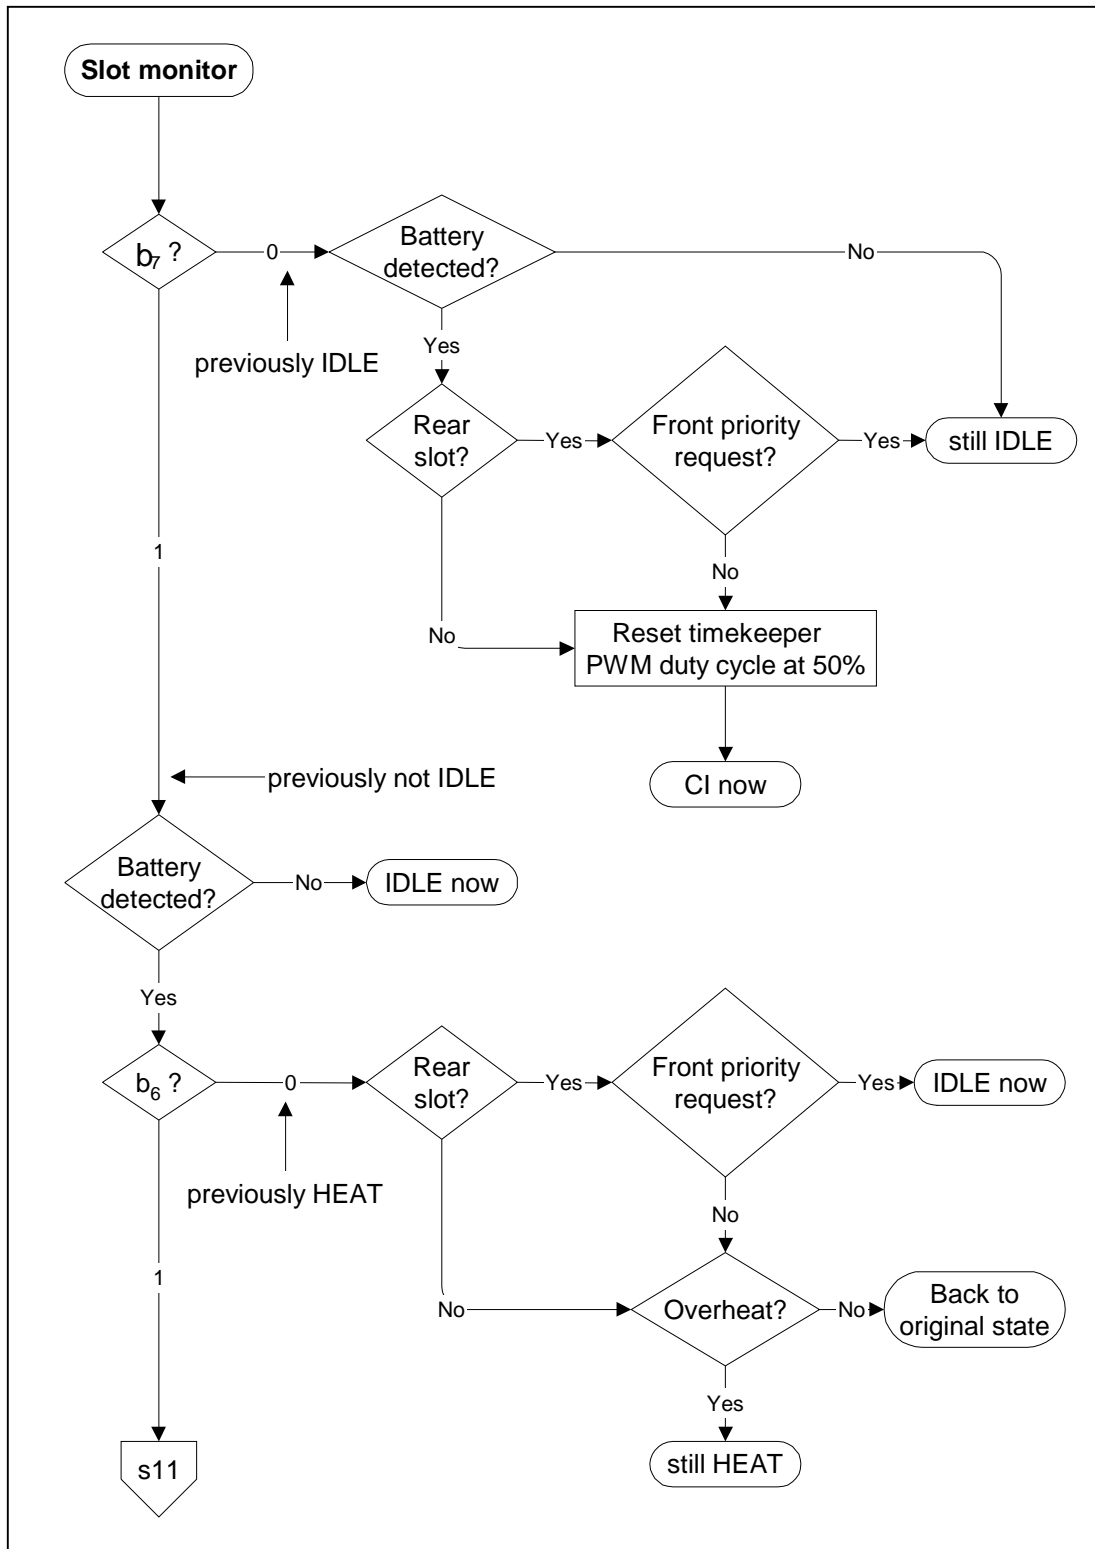 Slot monitor
b7 ?
0
Battery
detected?
No
previously IDLE
Yes
Rear
slot?
Yes
Front priority
request?
Yes
still IDLE
1
No
No
Reset timekeeper
PWM duty cycle at 50%
CI now
previously not IDLE
Battery
detected?
No
IDLE now
Yes
b6 ?
0
Rear
slot?
Yes
Front priority
request?
Yes
IDLE now
previously HEAT
No
1
No
Overheat?
No
Back to
original state
Yes
still HEAT
s11